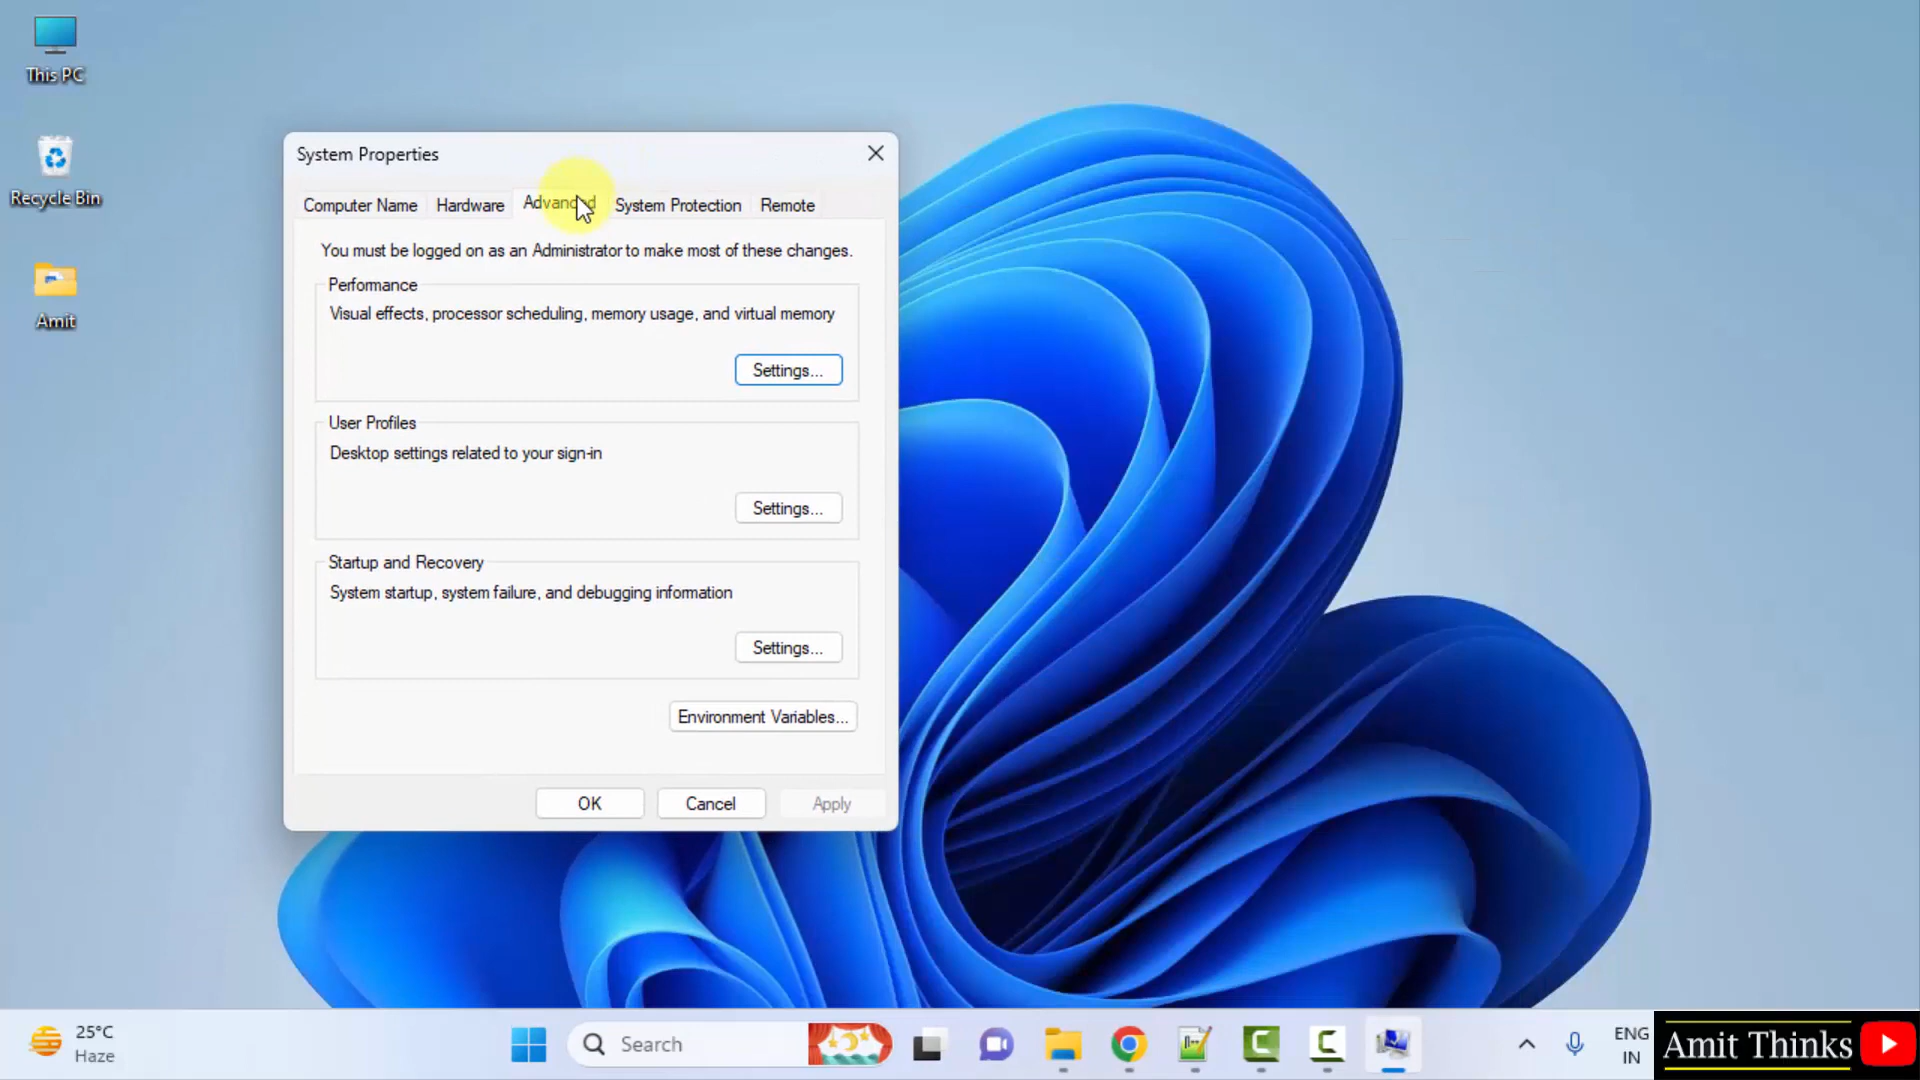 This PC
Recycle Bin
Amit
System Properties
Computer Name Hardware Advanced System Protection Remote
You must be logged on as an Administrator to make most of these changes.
Performance
Visual effects, processor scheduling, memory usage, and virtual memory
Settings...
User Profiles
Desktop settings related to your sign-in
Settings...
Startup and Recovery
System startup, system failure, and debugging information
Settings...
Environment Variables...
OK Cancel Apply
25°C
Haze
Search
ENG
IN
Amit Thinks